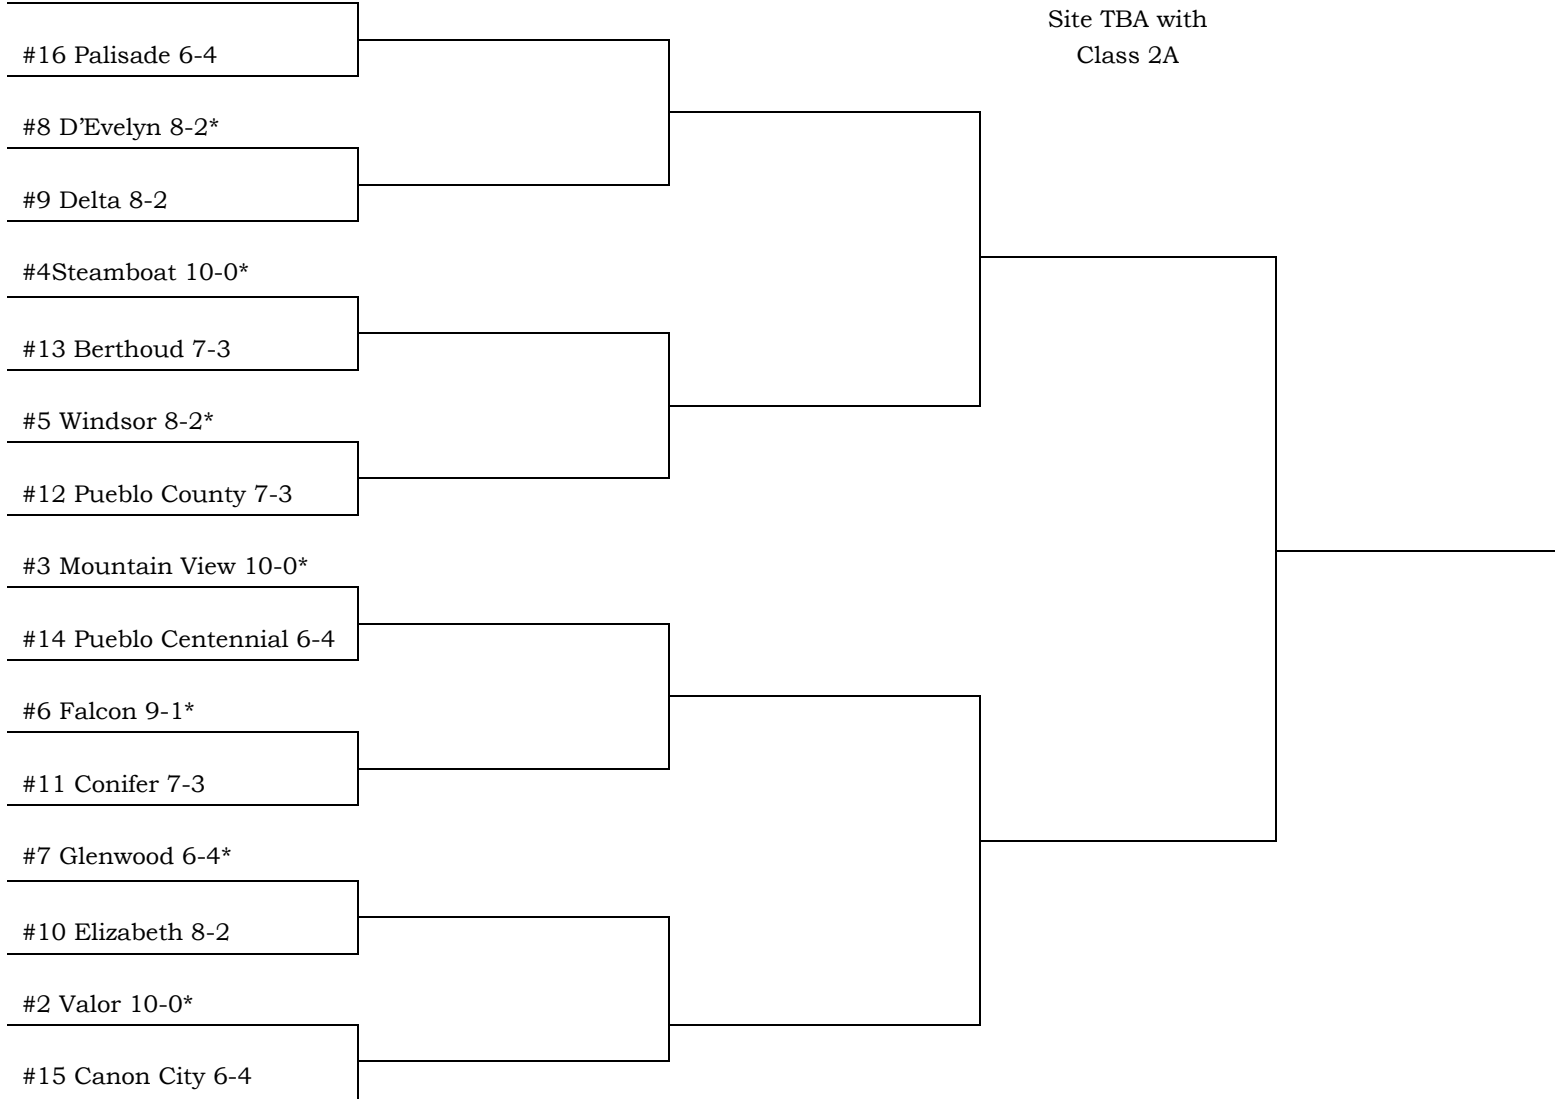 Site TBA with
Class 2A
#16 Palisade 6-4
#8 D’Evelyn 8-2*
#9 Delta 8-2
#4Steamboat 10-0*
#13 Berthoud 7-3
#5 Windsor 8-2*
#12 Pueblo County 7-3
#3 Mountain View 10-0*
#14 Pueblo Centennial 6-4
#6 Falcon 9-1*
#11 Conifer 7-3
#7 Glenwood 6-4*
#10 Elizabeth 8-2
#2 Valor 10-0*
#15 Canon City 6-4